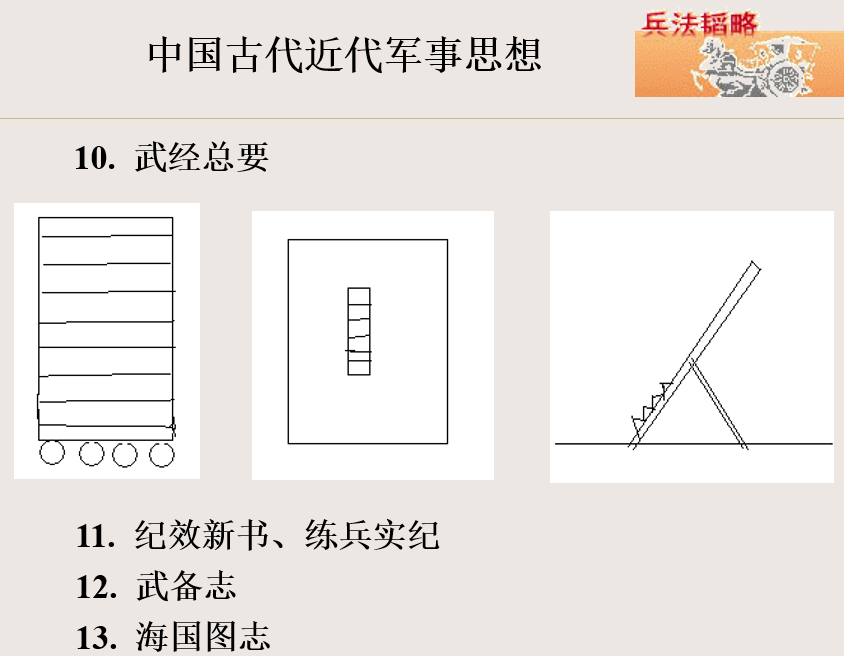 兵法韬略
中国古代近代军事思想
10. 武经总要
11. 纪效新书、练兵实纪
12. 武备志
13. 海国图志